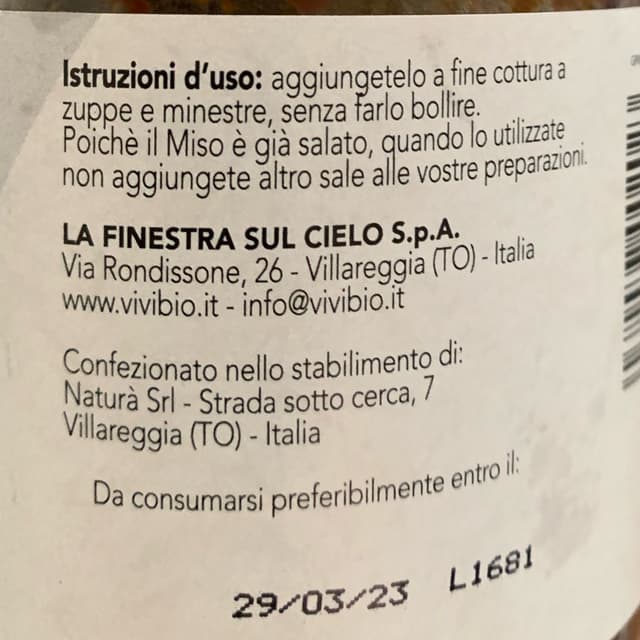 Istruzioni d'uso: aggiungetelo a fine cottura a
zuppe e minestre, senza farlo bollire.
Poichè il Miso è già salato, quando lo utilizzate
non aggiungete altro sale alle vostre preparazioni.
LA FINESTRA SUL CIELO S.p.A.
Via Rondissone, 26 - Villareggia (TO) - Italia
www.vivibio.it - info@vivibio.it
Confezionato nello stabilimento di:
Naturà Srl - Strada sotto cerca, 7
Villareggia (TO) - Italia
Da consumarsi preferibilmente entro il:
29/03/23 L1681